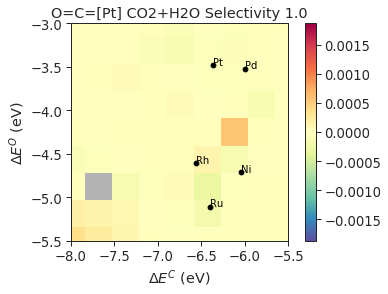 O=C=[Pt] CO2+H2O Selectivity 1.0
−3.0
−3.5
−4.0
−4.5
−5.0
−5.5
ΔE^O (eV)
Pt
Pd
Rh
Ni
Ru
−8.0 −7.5 −7.0 −6.5 −6.0 −5.5
ΔE^C (eV)
0.0015
0.0010
0.0005
0.0000
−0.0005
−0.0010
−0.0015